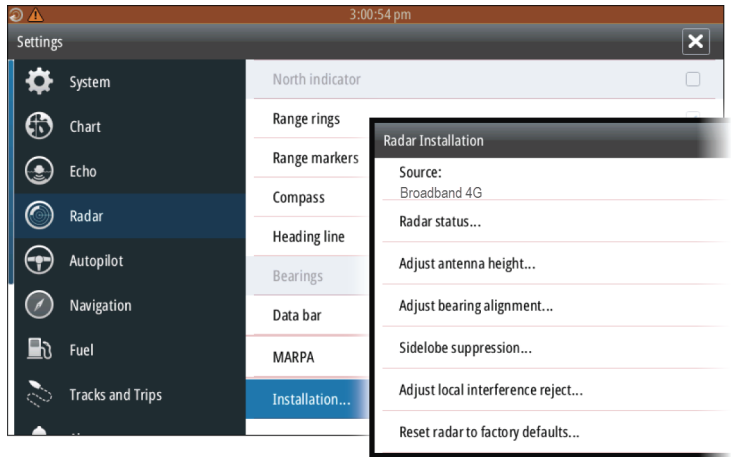 3:00:54 pm
Settings
System
Chart
Echo
Radar
Autopilot
Navigation
Fuel
Tracks and Trips
North indicator
Range rings
Range markers
Compass
Heading line
Bearings
Data bar
MARPA
Installation...
Radar Installation
Source:
Broadband 4G
Radar status...
Adjust antenna height...
Adjust bearing alignment...
Sidelobe suppression...
Adjust local interference reject...
Reset radar to factory defaults...